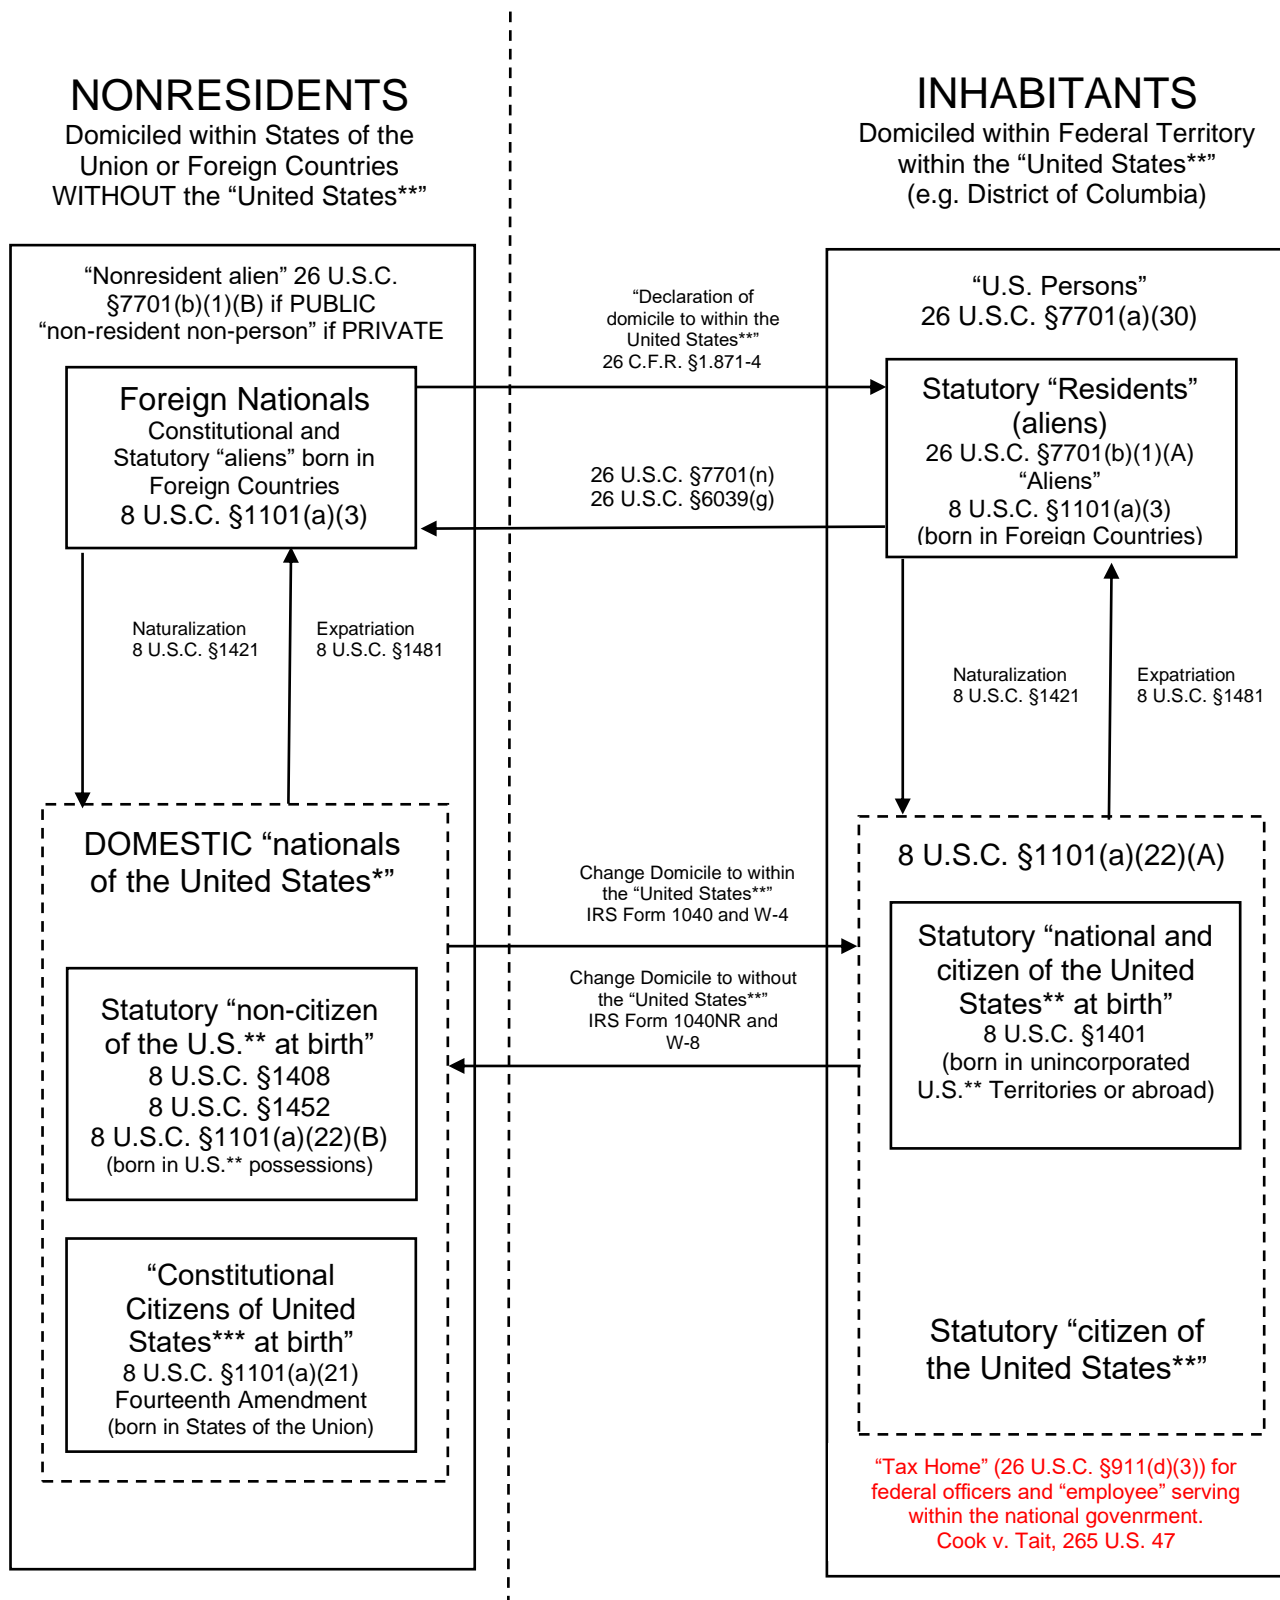 NONRESIDENTS
Domiciled within States of the
Union or Foreign Countries
WITHOUT the “United States**”
INHABITANTS
Domiciled within Federal Territory
within the “United States**”
(e.g. District of Columbia)
“Nonresident alien” 26 U.S.C.
§7701(b)(1)(B) if PUBLIC
“non-resident non-person” if PRIVATE
Foreign Nationals
Constitutional and
Statutory “aliens” born in
Foreign Countries
8 U.S.C. §1101(a)(3)
“Declaration of
domicile to within the
United States**”
26 C.F.R. §1.871-4
26 U.S.C. §7701(n)
26 U.S.C. §6039(g)
“U.S. Persons”
26 U.S.C. §7701(a)(30)
Statutory “Residents”
(aliens)
26 U.S.C. §7701(b)(1)(A)
“Aliens”
8 U.S.C. §1101(a)(3)
(born in Foreign Countries)
Naturalization
8 U.S.C. §1421
Expatriation
8 U.S.C. §1481
Naturalization
8 U.S.C. §1421
Expatriation
8 U.S.C. §1481
DOMESTIC “nationals
of the United States*”
Statutory “non-citizen
of the U.S.** at birth”
8 U.S.C. §1408
8 U.S.C. §1452
8 U.S.C. §1101(a)(22)(B)
(born in U.S.** possessions)
“Constitutional
Citizens of United
States*** at birth”
8 U.S.C. §1101(a)(21)
Fourteenth Amendment
(born in States of the Union)
Change Domicile to within
the “United States**”
IRS Form 1040 and W-4
Change Domicile to without
the “United States**”
IRS Form 1040NR and
W-8
8 U.S.C. §1101(a)(22)(A)
Statutory “national and
citizen of the United
States** at birth”
8 U.S.C. §1401
(born in unincorporated
U.S.** Territories or abroad)
Statutory “citizen of
the United States**”
“Tax Home” (26 U.S.C. §911(d)(3)) for
federal officers and “employee” serving
within the national govenrment.
Cook v. Tait, 265 U.S. 47